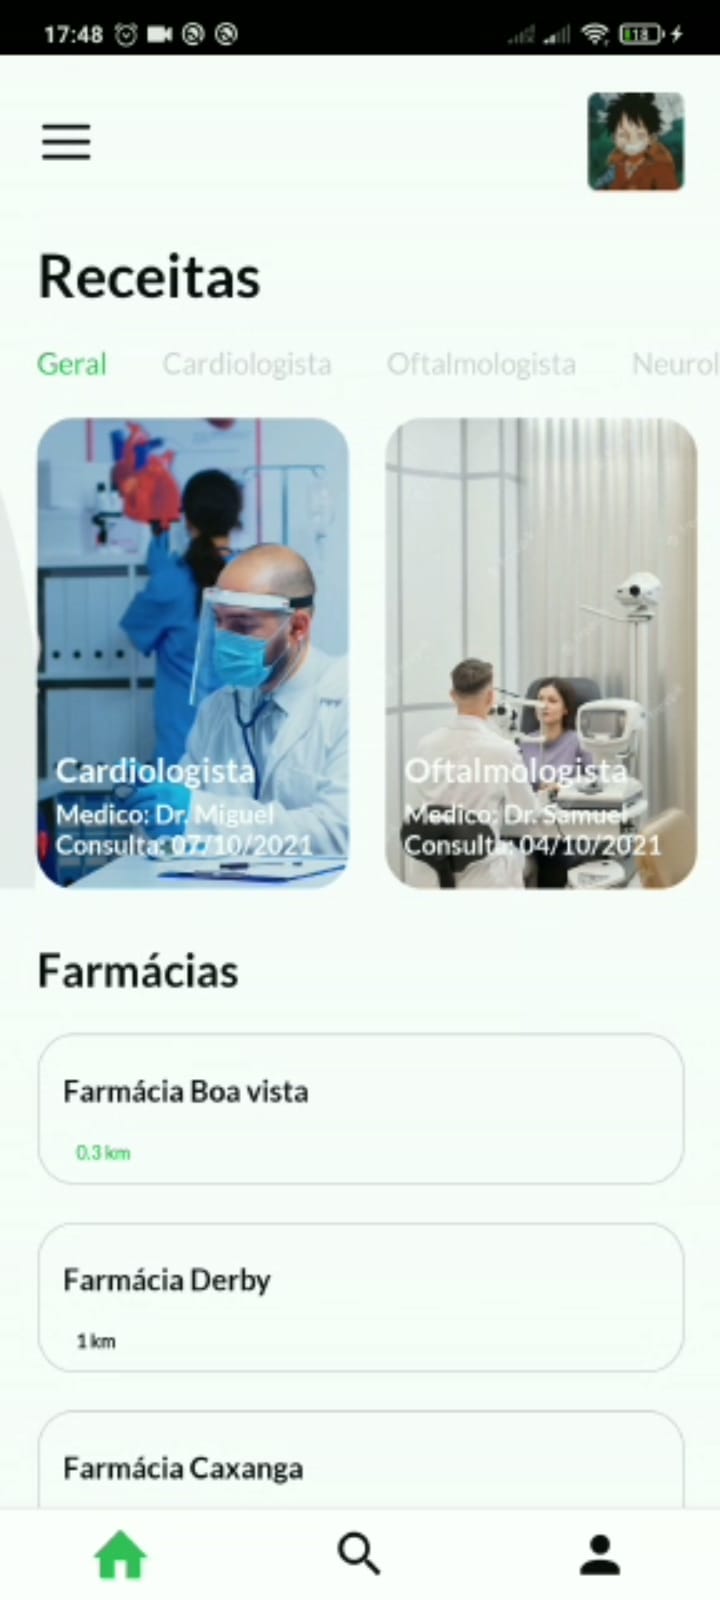 17:48
18
Receitas
Geral Cardiologista Oftalmologista Neurol
Cardiologista
Medico: Dr. Miguel
Consulta: 07/10/2021
Oftalmologista
Medico: Dr. Samuel
Consulta: 04/10/2021
Farmácias
Farmácia Boa vista
0.3 km
Farmácia Derby
1 km
Farmácia Caxanga